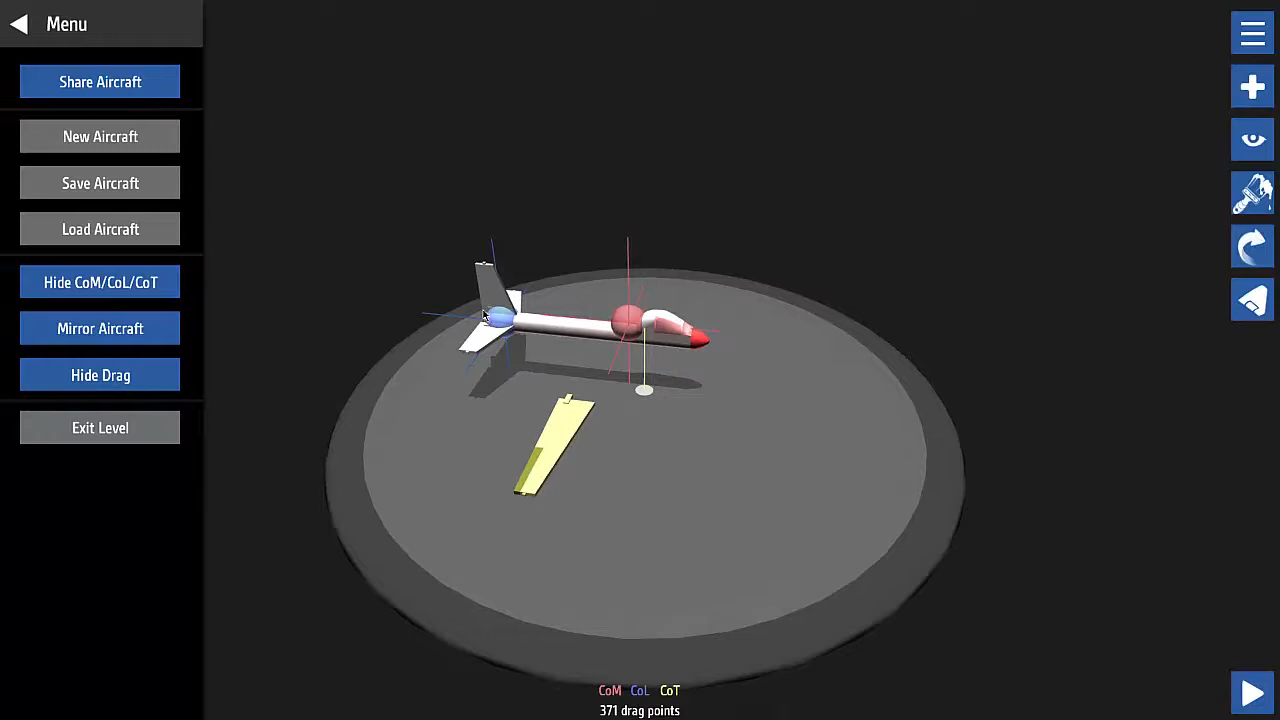 Menu
Share Aircraft
New Aircraft
Save Aircraft
Load Aircraft
Hide CoM/CoL/CoT
Mirror Aircraft
Hide Drag
Exit Level
CoM CoL CoT
371 drag points